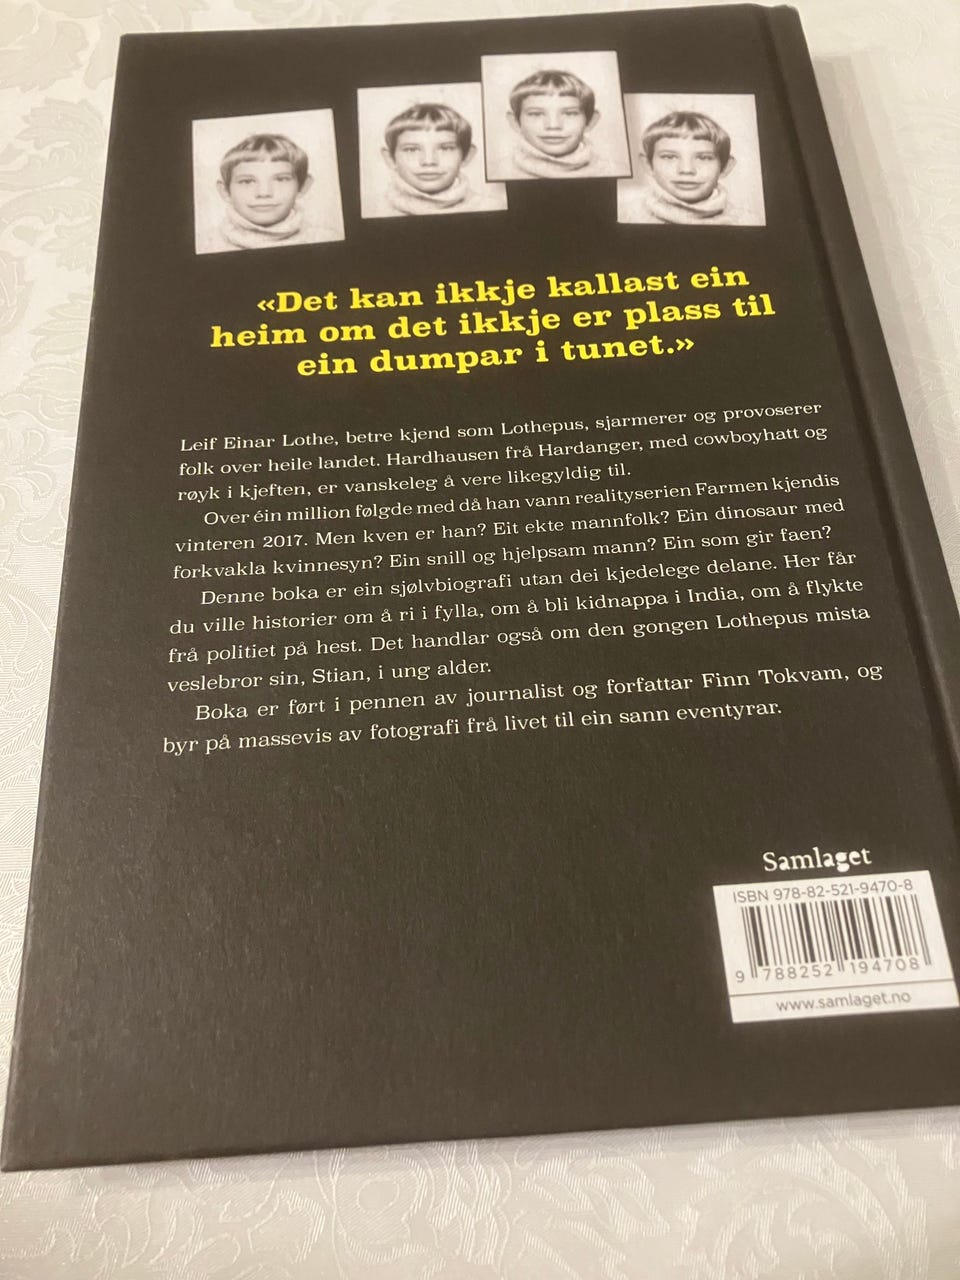 «Det kan ikkje kallast ein
heim om det ikkje er plass til
ein dumpar i tunet.»
Leif Einar Lothe, betre kjend som Lothepus, sjarmerer og provoserer
folk over heile landet. Hardhausen frå Hardanger, med cowboyhatt og
røyk i kjeften, er vanskeleg å vere likegyldig til.
Over éin million følgde med då han vann realityserien Farmen kjendis
vinteren 2017. Men kven er han? Eit ekte mannfolk? Ein dinosaur med
forkvakla kvinnesyn? Ein snill og hjelpsam mann? Ein som gir faen?
Denne boka er ein sjølvbiografi utan dei kjedelege delane. Her får
du ville historier om å ri i fylla, om å bli kidnappa i India, om å flykte
frå politiet på hest. Det handlar også om den gongen Lothepus mista
veslebror sin, Stian, i ung alder.
Boka er ført i pennen av journalist og forfattar Finn Tokvam, og
byr på massevis av fotografi frå livet til ein sann eventyrar.
Samlaget
ISBN 978-82-521-9470-8
9 788252 194708
www.samlaget.no